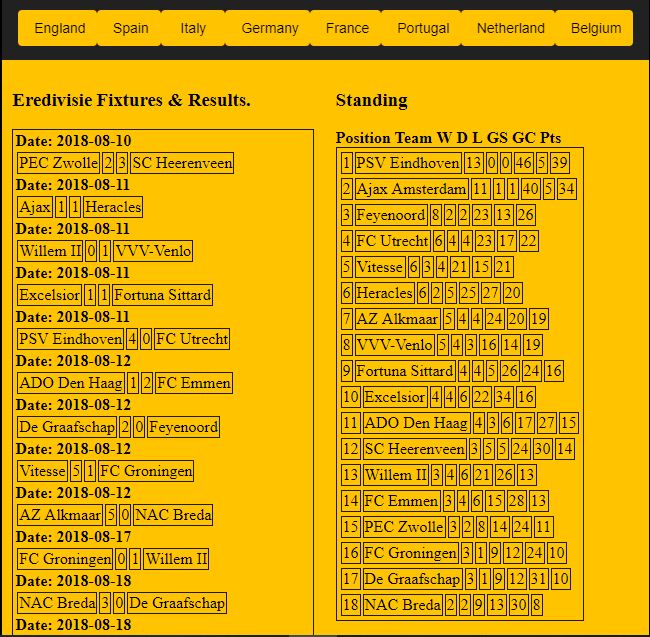 England Spain Italy Germany France Portugal Netherland Belgium
Eredivisie Fixtures & Results.
Date: 2018-08-10
PEC Zwolle 2 3 SC Heerenveen
Date: 2018-08-11
Ajax 1 1 Heracles
Date: 2018-08-11
Willem II 0 1 VVV-Venlo
Date: 2018-08-11
Excelsior 1 1 Fortuna Sittard
Date: 2018-08-11
PSV Eindhoven 4 0 FC Utrecht
Date: 2018-08-12
ADO Den Haag 1 2 FC Emmen
Date: 2018-08-12
De Graafschap 2 0 Feyenoord
Date: 2018-08-12
Vitesse 5 1 FC Groningen
Date: 2018-08-12
AZ Alkmaar 5 0 NAC Breda
Date: 2018-08-17
FC Groningen 0 1 Willem II
Date: 2018-08-18
NAC Breda 3 0 De Graafschap
Date: 2018-08-18
Standing
Position Team W D L GS GC Pts
1 PSV Eindhoven 13 0 0 46 5 39
2 Ajax Amsterdam 11 1 1 40 5 34
3 Feyenoord 8 2 2 23 13 26
4 FC Utrecht 6 4 4 23 17 22
5 Vitesse 6 3 4 21 15 21
6 Heracles 6 2 5 25 27 20
7 AZ Alkmaar 5 4 4 24 20 19
8 VVV-Venlo 5 4 3 16 14 19
9 Fortuna Sittard 4 4 5 26 24 16
10 Excelsior 4 4 6 22 34 16
11 ADO Den Haag 4 3 6 17 27 15
12 SC Heerenveen 3 5 5 24 30 14
13 Willem II 3 4 6 21 26 13
14 FC Emmen 3 4 6 15 28 13
15 PEC Zwolle 3 2 8 14 24 11
16 FC Groningen 3 1 9 12 24 10
17 De Graafschap 3 1 9 12 31 10
18 NAC Breda 2 2 9 13 30 8